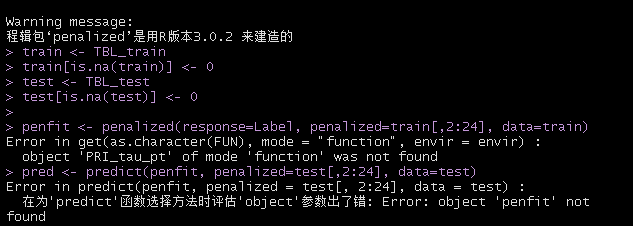 Warning message:
程辑包‘penalized’是用R版本3.0.2 来建造的
> train <- TBL_train
> train[is.na(train)] <- 0
> test <- TBL_test
> test[is.na(test)] <- 0
>
> penfit <- penalized(response=Label, penalized=train[,2:24], data=train)
Error in get(as.character(FUN), mode = "function", envir = envir) :
  object 'PRI_tau_pt' of mode 'function' was not found
> pred <- predict(penfit, penalized=test[,2:24], data=test)
Error in predict(penfit, penalized = test[, 2:24], data = test) :
  在为'predict'函数选择方法时评估'object'参数出了错: Error: object 'penfit' not
found